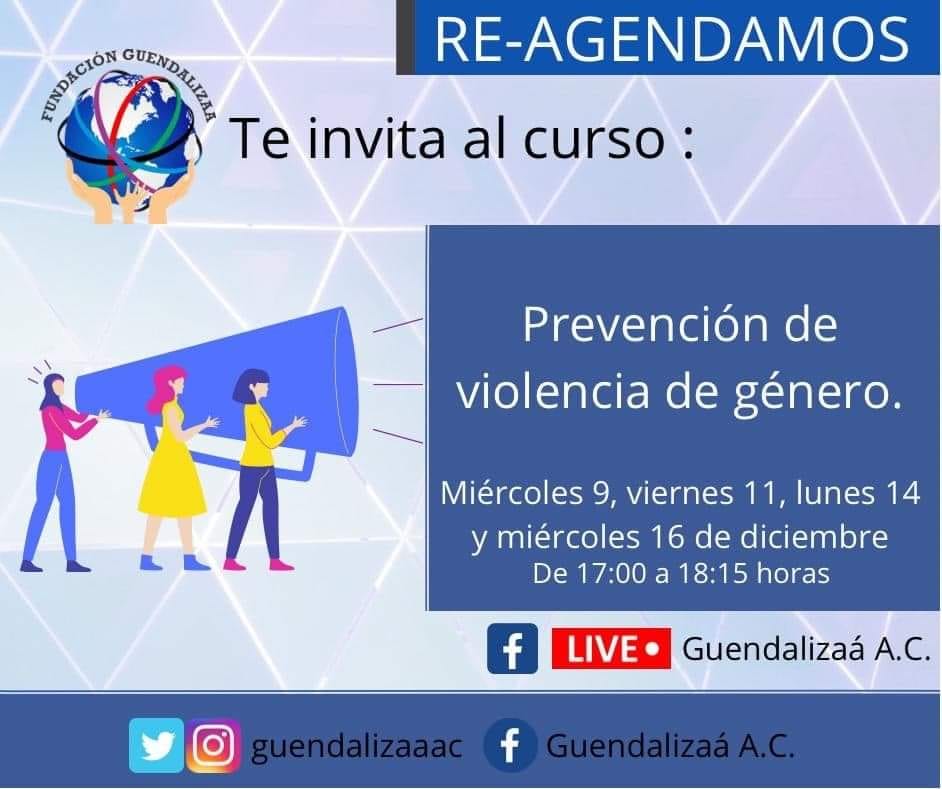 RE-AGENDAMOS
FUNDACIÓN GUENDALIZAA
Te invita al curso :
Prevención de
violencia de género.
Miércoles 9, viernes 11, lunes 14
y miércoles 16 de diciembre
De 17:00 a 18:15 horas
LIVE Guendalizaá A.C.
guendalizaaac Guendalizaá A.C.